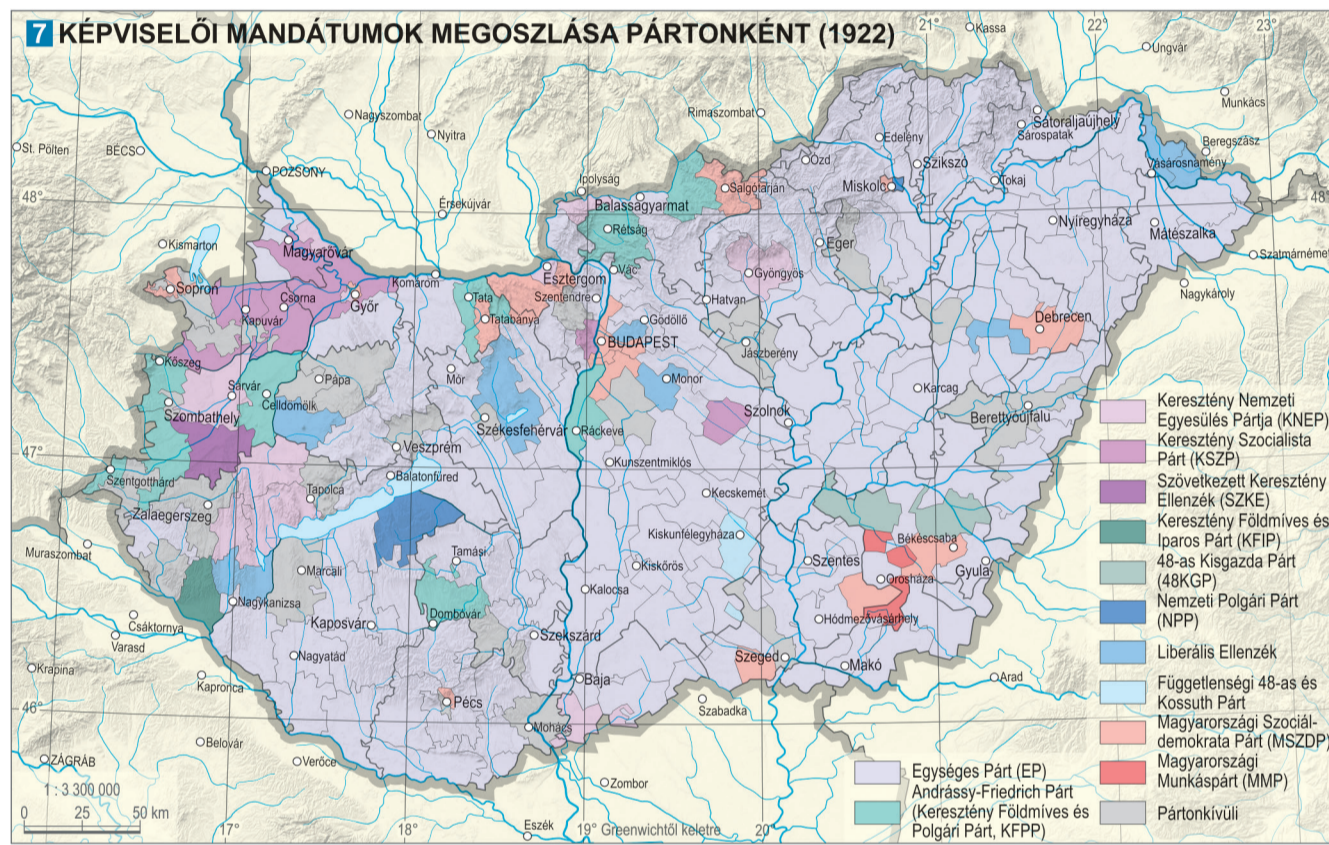 7 KÉPVISELŐI MANDÁTUMOK MEGOSZLÁSA PÁRTONKÉNT (1922)
21°
Kassa
22°
23°
Ungvár
Nagyszombat
Nyitra
Rimaszombat
Munkács
St. Pölten
BÉCS
Edelény
Sátoraljaújhely
Sárospatak
Beregszász
POZSONY
Ózd
Szikszó
Vásárosnamény
Ipolyság
Salgótarján
Miskolc
Tokaj
48°
Balassagyarmat
48°
Érsekújvár
Nyíregyháza
Mátészalka
Rétság
Eger
Kismarton
Magyaróvár
Szatmárnémeti
Komárom
Esztergom
Vác
Gyöngyös
Sopron
Csorna
Győr
Tata
Szentendre
Hatvan
Nagykároly
Kapuvár
Tatabánya
Gödöllő
Debrecen
BUDAPEST
Jászberény
Kőszeg
Mór
Monor
Karcag
Sárvár
Pápa
Szombathely
Celldömölk
Szolnok
Berettyóújfalu
Székesfehérvár
Ráckeve
Veszprém
47°
Kunszentmiklós
47°
Szentgotthárd
Balatonfüred
Tapolca
Kecskemét
Zalaegerszeg
Kiskunfélegyháza
Békéscsaba
Muraszombat
Tamási
Szentes
Gyula
Marcali
Kiskőrös
Orosháza
Nagykanizsa
Kalocsa
Csáktornya
Dombóvár
Hódmezővásárhely
Varasd
Kaposvár
Szekszárd
Nagyatád
Szeged
Krapina
Makó
Kapronca
Baja
Arad
Pécs
Szabadka
46°
Mohács
46°
Belovár
Verőce
ZÁGRÁB
Zombor
1 : 3 300 000
0 25 50 km
17°
18°
Eszék
19° Greenwichtől keletre
20°
Keresztény Nemzeti
Egyesülés Pártja (KNEP)
Keresztény Szocialista
Párt (KSZP)
Szövetkezett Keresztény
Ellenzék (SZKE)
Keresztény Földmíves és
Iparos Párt (KFIP)
48-as Kisgazda Párt
(48KGP)
Nemzeti Polgári Párt
(NPP)
Liberális Ellenzék
Függetlenségi 48-as és
Kossuth Párt
Magyarországi Szociál-
demokrata Párt (MSZDP)
Magyarországi
Munkáspárt (MMP)
Pártonkívüli
Egységes Párt (EP)
Andrássy-Friedrich Párt
(Keresztény Földmíves és
Polgári Párt, KFPP)